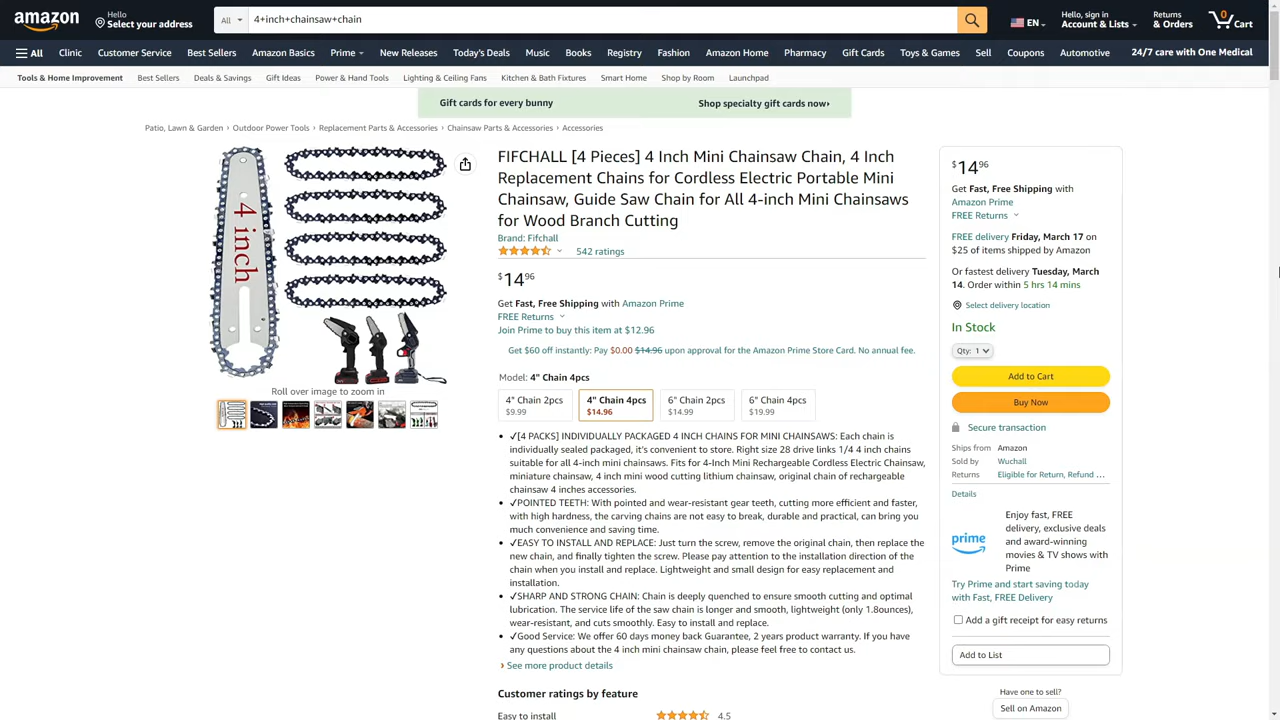 amazon
Hello
Select your address
All
4+inch+chainsaw+chain
EN
Hello, sign in
Account & Lists
Returns
& Orders
0
Cart
All
Clinic
Customer Service
Best Sellers
Amazon Basics
Prime
New Releases
Today's Deals
Music
Books
Registry
Fashion
Amazon Home
Pharmacy
Gift Cards
Toys & Games
Sell
Coupons
Automotive
24/7 care with One Medical
Tools & Home Improvement
Best Sellers
Deals & Savings
Gift Ideas
Power & Hand Tools
Lighting & Ceiling Fans
Kitchen & Bath Fixtures
Smart Home
Shop by Room
Launchpad
Gift cards for every bunny
Shop specialty gift cards now›
Patio, Lawn & Garden › Outdoor Power Tools › Replacement Parts & Accessories › Chainsaw Parts & Accessories › Accessories
4 inch
Roll over image to zoom in
FIFCHALL [4 Pieces] 4 Inch Mini Chainsaw Chain, 4 Inch
Replacement Chains for Cordless Electric Portable Mini
Chainsaw, Guide Saw Chain for All 4-inch Mini Chainsaws
for Wood Branch Cutting
Brand: Fifchall
542 ratings
$14 96
Get Fast, Free Shipping with Amazon Prime
FREE Returns
Join Prime to buy this item at $12.96
Get $60 off instantly: Pay $0.00 $14.96 upon approval for the Amazon Prime Store Card. No annual fee.
Model: 4" Chain 4pcs
4" Chain 2pcs
$9.99
4" Chain 4pcs
$14.96
6" Chain 2pcs
$14.99
6" Chain 4pcs
$19.99
• ✓[4 PACKS] INDIVIDUALLY PACKAGED 4 INCH CHAINS FOR MINI CHAINSAWS: Each chain is
individually sealed packaged, it's convenient to store. Right size 28 drive links 1/4 4 inch chains
suitable for all 4-inch mini chainsaws. Fits for 4-Inch Mini Rechargeable Cordless Electric Chainsaw,
miniature chainsaw, 4 inch mini wood cutting lithium chainsaw, original chain of rechargeable
chainsaw 4 inches accessories.
• ✓POINTED TEETH: With pointed and wear-resistant gear teeth, cutting more efficient and faster,
with high hardness, the carving chains are not easy to break, durable and practical, can bring you
much convenience and saving time.
• ✓EASY TO INSTALL AND REPLACE: Just turn the screw, remove the original chain, then replace the
new chain, and finally tighten the screw. Please pay attention to the installation direction of the
chain when you install and replace. Lightweight and small design for easy replacement and
installation.
• ✓SHARP AND STRONG CHAIN: Chain is deeply quenched to ensure smooth cutting and optimal
lubrication. The service life of the saw chain is longer and smooth, lightweight (only 1.8ounces),
wear-resistant, and cuts smoothly. Easy to install and replace.
• ✓Good Service: We offer 60 days money back Guarantee, 2 years product warranty. If you have
any questions about the 4 inch mini chainsaw chain, please feel free to contact us.
› See more product details
Customer ratings by feature
Easy to install
4.5
$14 96
Get Fast, Free Shipping with
Amazon Prime
FREE Returns
FREE delivery Friday, March 17 on
$25 of items shipped by Amazon
Or fastest delivery Tuesday, March
14. Order within 5 hrs 14 mins
Select delivery location
In Stock
Qty: 1
Add to Cart
Buy Now
Secure transaction
Ships from Amazon
Sold by Wuchall
Returns Eligible for Return, Refund ...
Details
prime
Enjoy fast, FREE
delivery, exclusive deals
and award-winning
movies & TV shows with
Prime
Try Prime and start saving today
with Fast, FREE Delivery
Add a gift receipt for easy returns
Add to List
Have one to sell?
Sell on Amazon